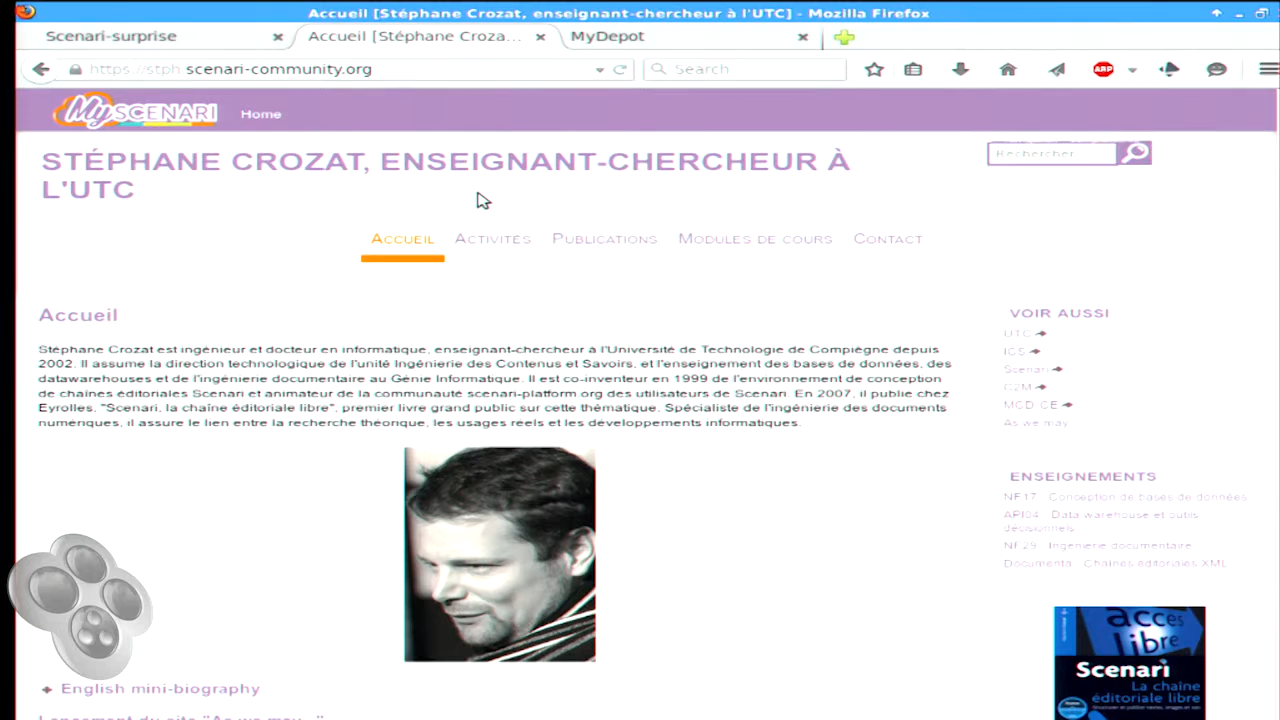 Accueil [Stéphane Crozat, enseignant-chercheur à l'UTC] - Mozilla Firefox
Scenari-surprise
Accueil [Stéphane Croza...
MyDepot
https://stph.scenari-community.org
Search
ABP
MySCENARI
Home
STÉPHANE CROZAT, ENSEIGNANT-CHERCHEUR À
L'UTC
Rechercher
ACCUEIL
ACTIVITÉS
PUBLICATIONS
MODULES DE COURS
CONTACT
Accueil
Stéphane Crozat est ingénieur et docteur en informatique, enseignant-chercheur à l'Université de Technologie de Compiègne depuis
2002. Il assume la direction technologique de l'unité Ingénierie des Contenus et Savoirs, et l'enseignement des bases de données, des
datawarehouses et de l'ingénierie documentaire au Génie Informatique. Il est co-inventeur en 1999 de l'environnement de conception
de chaînes éditoriales Scenari et animateur de la communauté scenari-platform.org des utilisateurs de Scenari. En 2007, il publie chez
Eyrolles, "Scenari, la chaîne éditoriale libre", premier livre grand public sur cette thématique. Spécialiste de l'ingénierie des documents
numériques, il assure le lien entre la recherche théorique, les usages réels et les développements informatiques.
English mini-biography
Lancement du site "As we may..."
VOIR AUSSI
UTC
ICS
Scenari
C2M
MCD CE
As we may
ENSEIGNEMENTS
NF17 : Conception de bases de données
API04 : Data warehouse et outils
décisionnels
NF29 : Ingénierie documentaire
Documenta : Chaînes éditoriales XML
accès
libre
Scenari
La chaîne
éditoriale libre